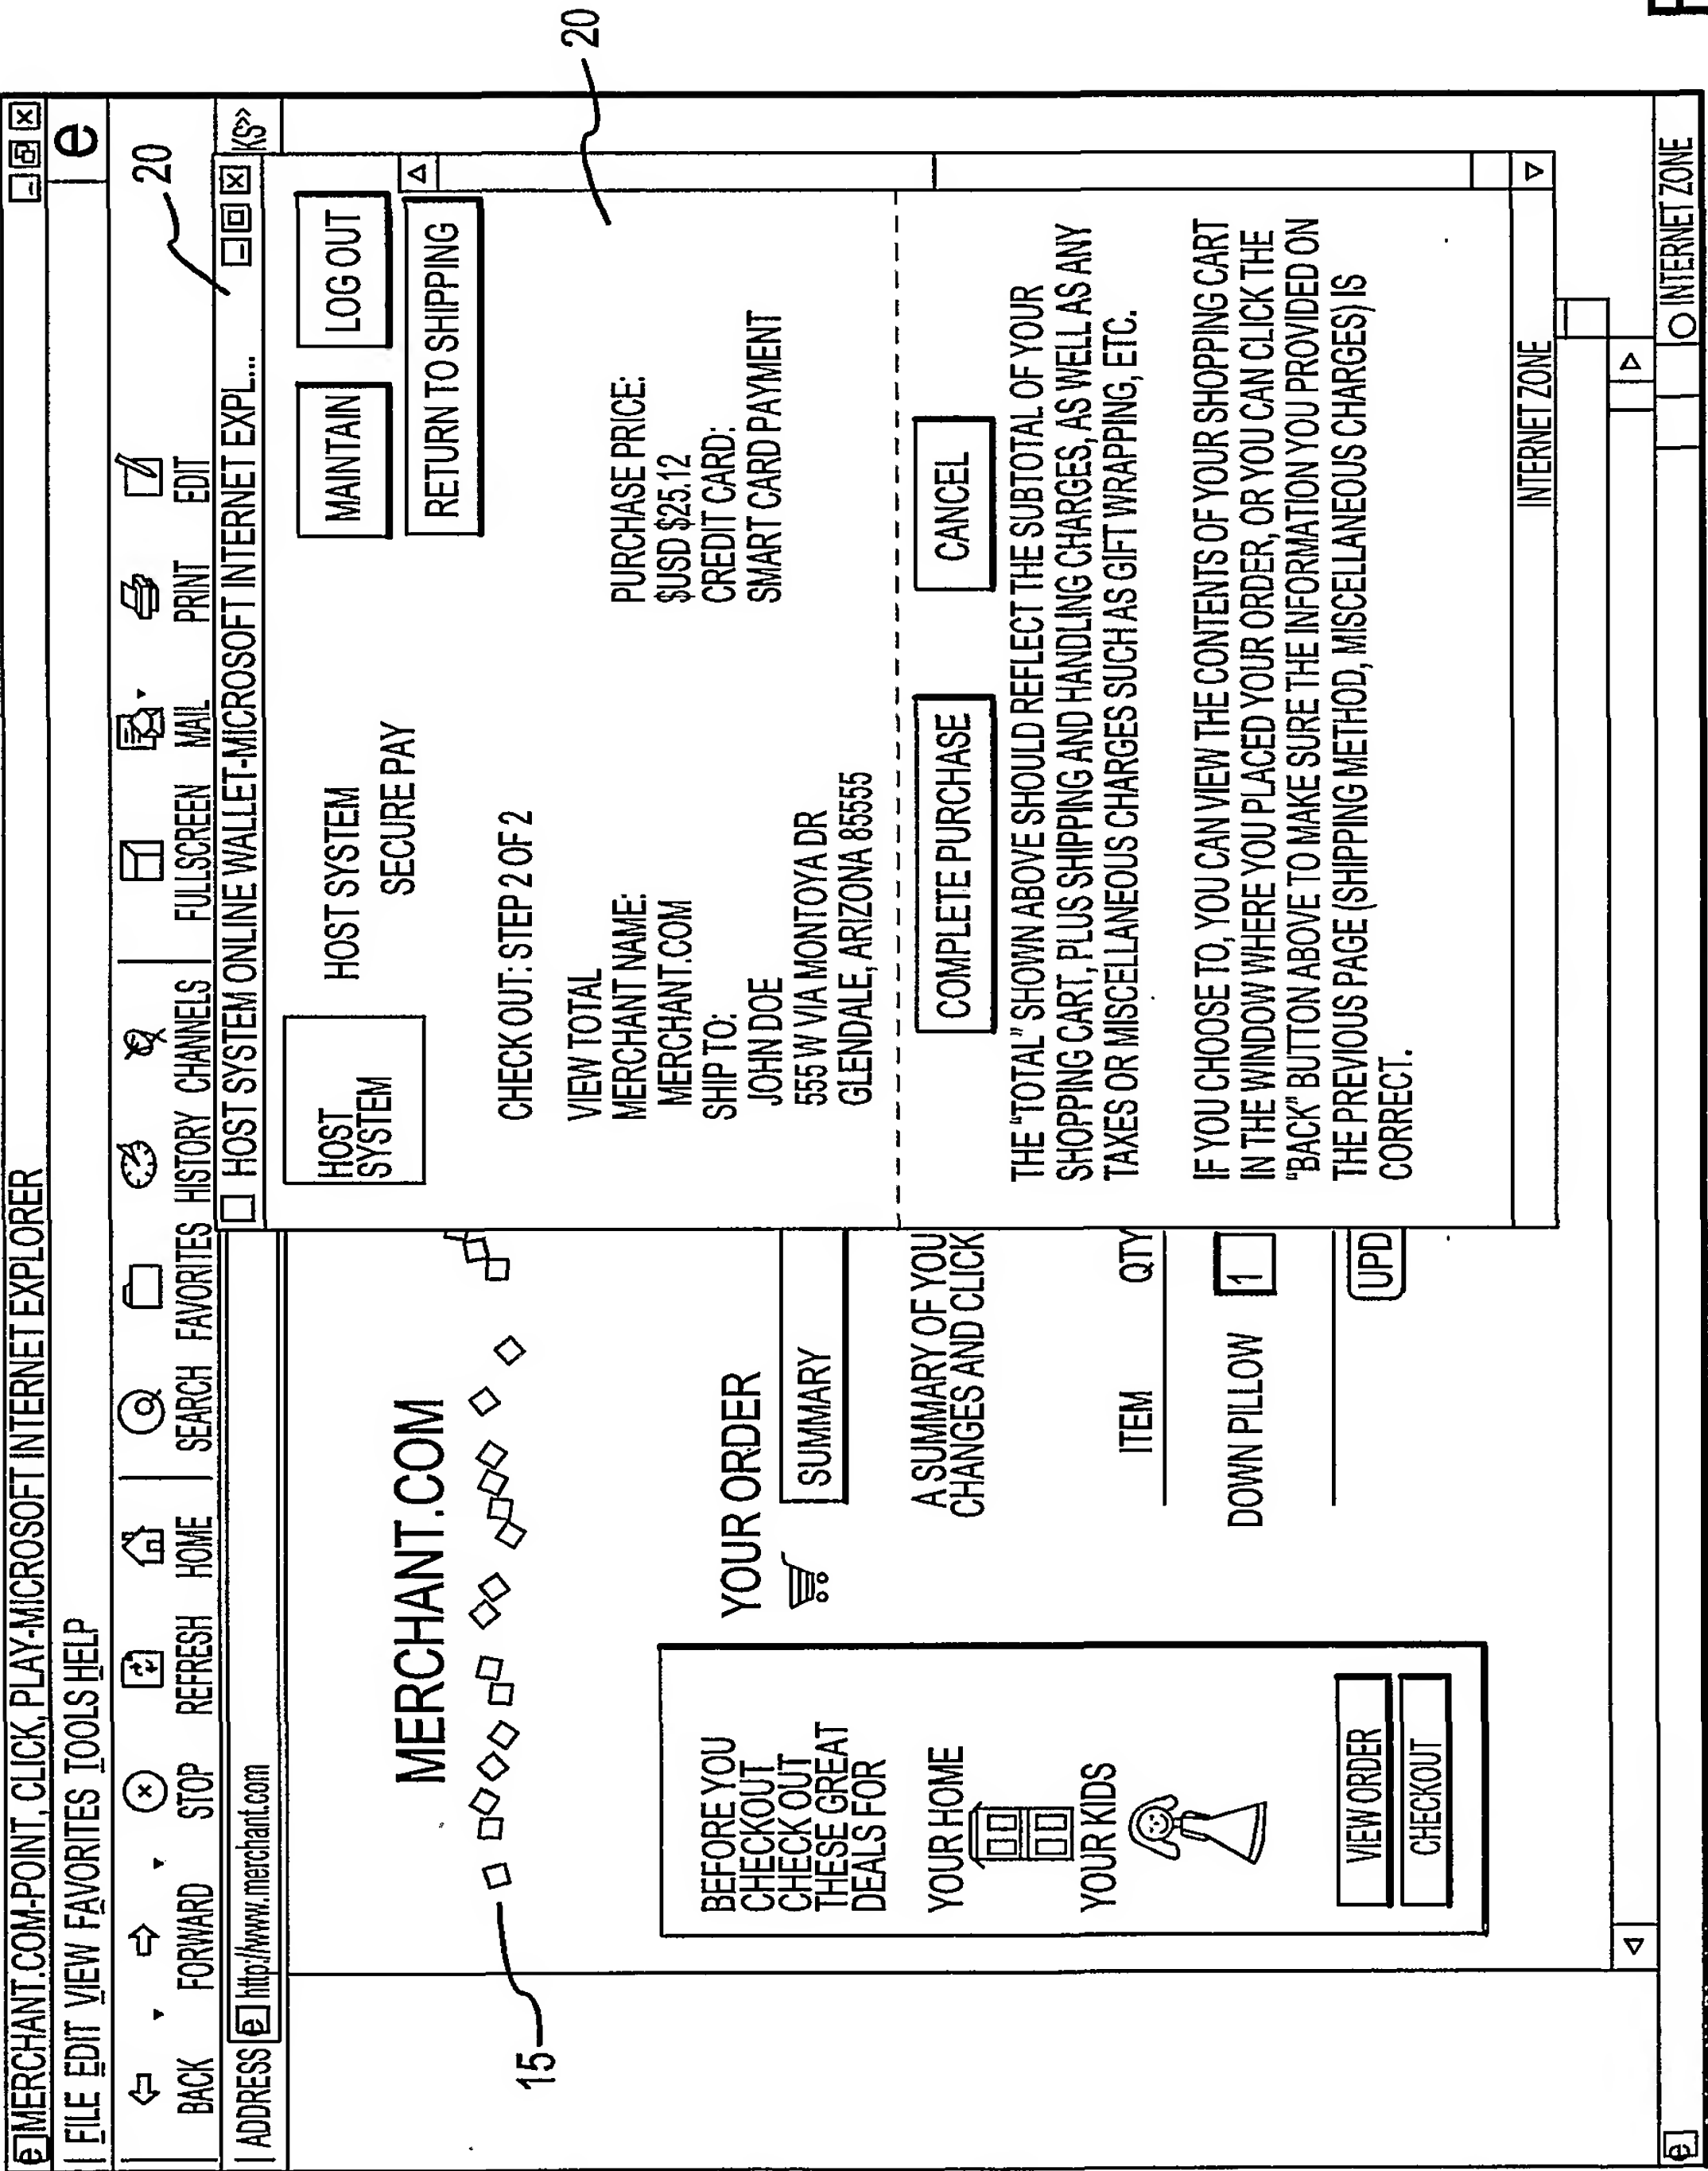 MERCHANT.COM-POINT, CLICK, PLAY-MICROSOFT INTERNET EXPLORER
FILE EDIT VIEW FAVORITES TOOLS HELP
e
BACK FORWARD STOP REFRESH HOME SEARCH FAVORITES HISTORY CHANNELS FULLSCREEN MAIL PRINT EDIT
20
ADDRESS e http://www.merchant.com
KS»
15
MERCHANT.COM
BEFORE YOU
CHECKOUT
CHECK OUT
THESE GREAT
DEALS FOR
YOUR HOME
YOUR KIDS
VIEW ORDER
CHECKOUT
YOUR ORDER
SUMMARY
A SUMMARY OF YOU
CHANGES AND CLICK
ITEM QTY
DOWN PILLOW 1
UPD
HOST SYSTEM ONLINE WALLET-MICROSOFT INTERNET EXPL...
HOST
SYSTEM
HOST SYSTEM
SECURE PAY
MAINTAIN LOG OUT
RETURN TO SHIPPING
20
CHECK OUT: STEP 2 OF 2
VIEW TOTAL
MERCHANT NAME:
MERCHANT.COM
SHIP TO:
JOHN DOE
555 W VIA MONTOYA DR
GLENDALE, ARIZONA 85555
PURCHASE PRICE:
$USD $25.12
CREDIT CARD:
SMART CARD PAYMENT
COMPLETE PURCHASE CANCEL
THE "TOTAL" SHOWN ABOVE SHOULD REFLECT THE SUBTOTAL OF YOUR
SHOPPING CART, PLUS SHIPPING AND HANDLING CHARGES, AS WELL AS ANY
TAXES OR MISCELLANEOUS CHARGES SUCH AS GIFT WRAPPING, ETC.
IF YOU CHOOSE TO, YOU CAN VIEW THE CONTENTS OF YOUR SHOPPING CART
IN THE WINDOW WHERE YOU PLACED YOUR ORDER, OR YOU CAN CLICK THE
"BACK" BUTTON ABOVE TO MAKE SURE THE INFORMATION YOU PROVIDED ON
THE PREVIOUS PAGE (SHIPPING METHOD, MISCELLANEOUS CHARGES) IS
CORRECT.
INTERNET ZONE
e
INTERNET ZONE